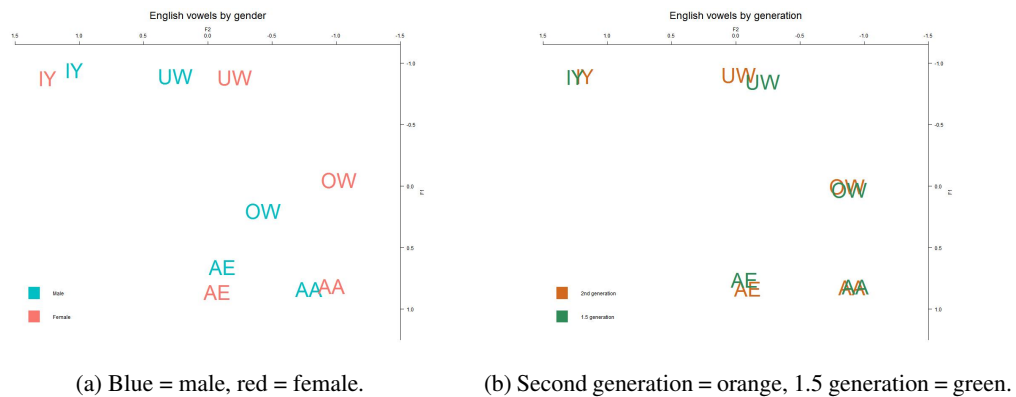 English vowels by gender
F2
1.5 1.0 0.5 0.0 -0.5 -1.0 -1.5
IY IY UW UW
OW
OW
AE
AE AA AA
Male
Female
-1.0
-0.5
0.0
0.5
1.0
F1
English vowels by generation
F2
1.5 1.0 0.5 0.0 -0.5 -1.0 -1.5
IY IY UW UW
OW OW
AE
AE AA AA
2nd generation
1.5 generation
-1.0
-0.5
0.0
0.5
1.0
F1
(a) Blue = male, red = female.
(b) Second generation = orange, 1.5 generation = green.